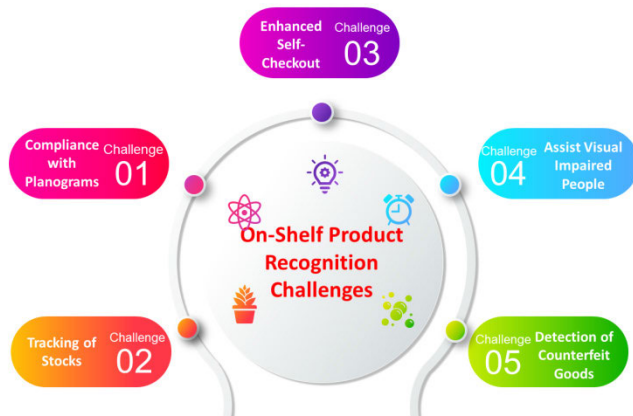 Enhanced
Self-
Checkout
Challenge
03
Compliance
with
Planograms
Challenge
01
Challenge
04
Assist Visual
Impaired
People
On-Shelf Product
Recognition
Challenges
Tracking of
Stocks
Challenge
02
Challenge
05
Detection of
Counterfeit
Goods